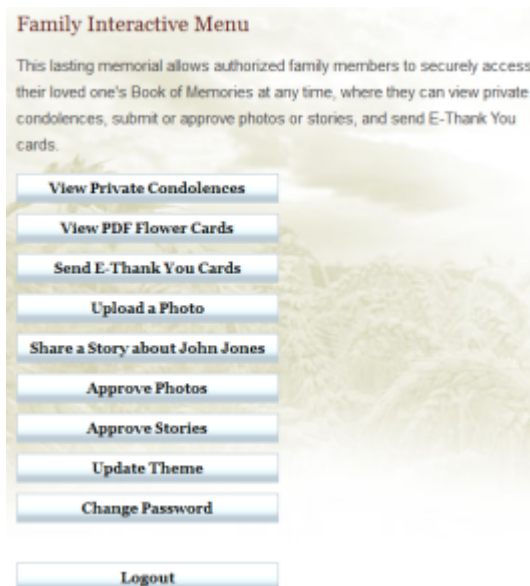 Family Interactive Menu
This lasting memorial allows authorized family members to securely access
their loved one's Book of Memories at any time, where they can view private
condolences, submit or approve photos or stories, and send E-Thank You
cards.
View Private Condolences
View PDF Flower Cards
Send E-Thank You Cards
Upload a Photo
Share a Story about John Jones
Approve Photos
Approve Stories
Update Theme
Change Password
Logout